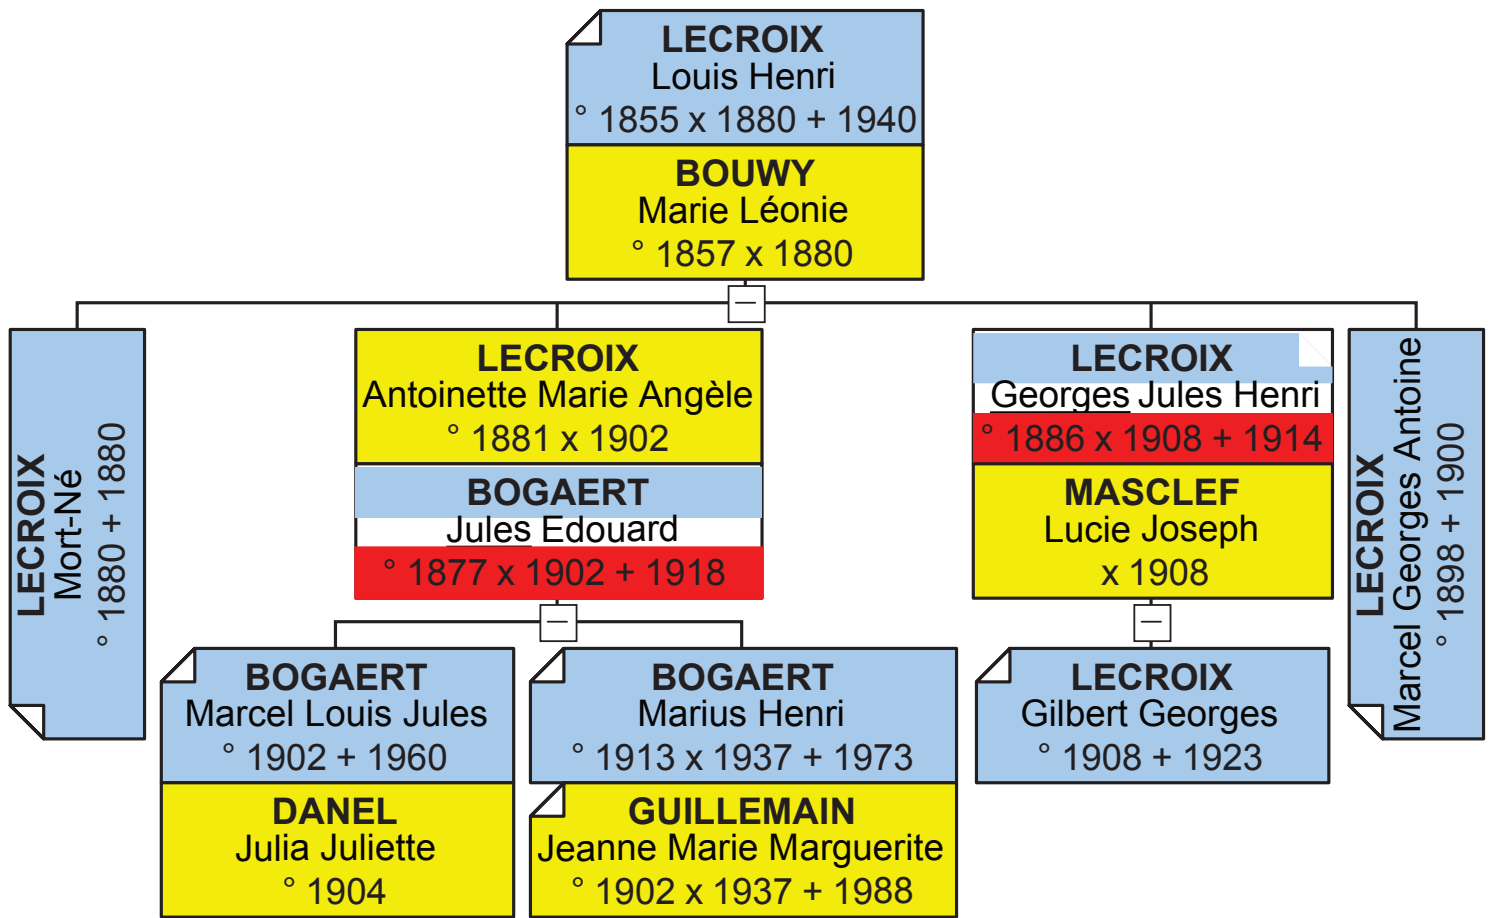 LECROIX
Louis Henri
° 1855 x 1880 + 1940
BOUWY
Marie Léonie
° 1857 x 1880
LECROIX
Mort-Né
° 1880 + 1880
LECROIX
Antoinette Marie Angèle
° 1881 x 1902
BOGAERT
Jules Edouard
° 1877 x 1902 + 1918
LECROIX
Georges Jules Henri
° 1886 x 1908 + 1914
MASCLEF
Lucie Joseph
x 1908
LECROIX
Marcel Georges Antoine
° 1898 + 1900
BOGAERT
Marcel Louis Jules
° 1902 + 1960
DANEL
Julia Juliette
° 1904
BOGAERT
Marius Henri
° 1913 x 1937 + 1973
GUILLEMAIN
Jeanne Marie Marguerite
° 1902 x 1937 + 1988
LECROIX
Gilbert Georges
° 1908 + 1923